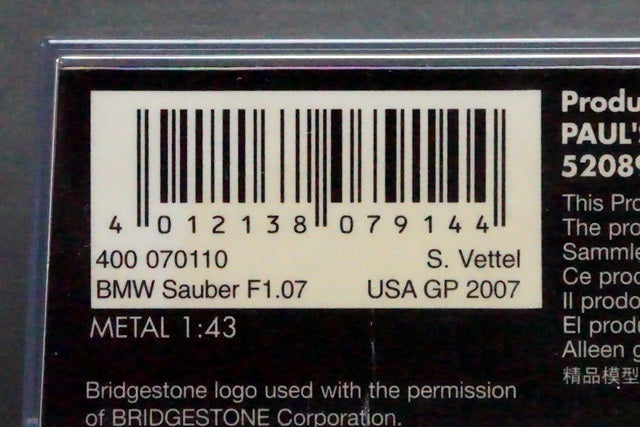 4 012138 079144
400 070110 S. Vettel
BMW Sauber F1.07 USA GP 2007
METAL 1:43
Bridgestone logo used with the permission
of BRIDGESTONE Corporation.
Produ
PAUL'S
5208
This Pro
The pro
Sammle
Ce prod
Il prodo
El produ
Alleen g
精品模型